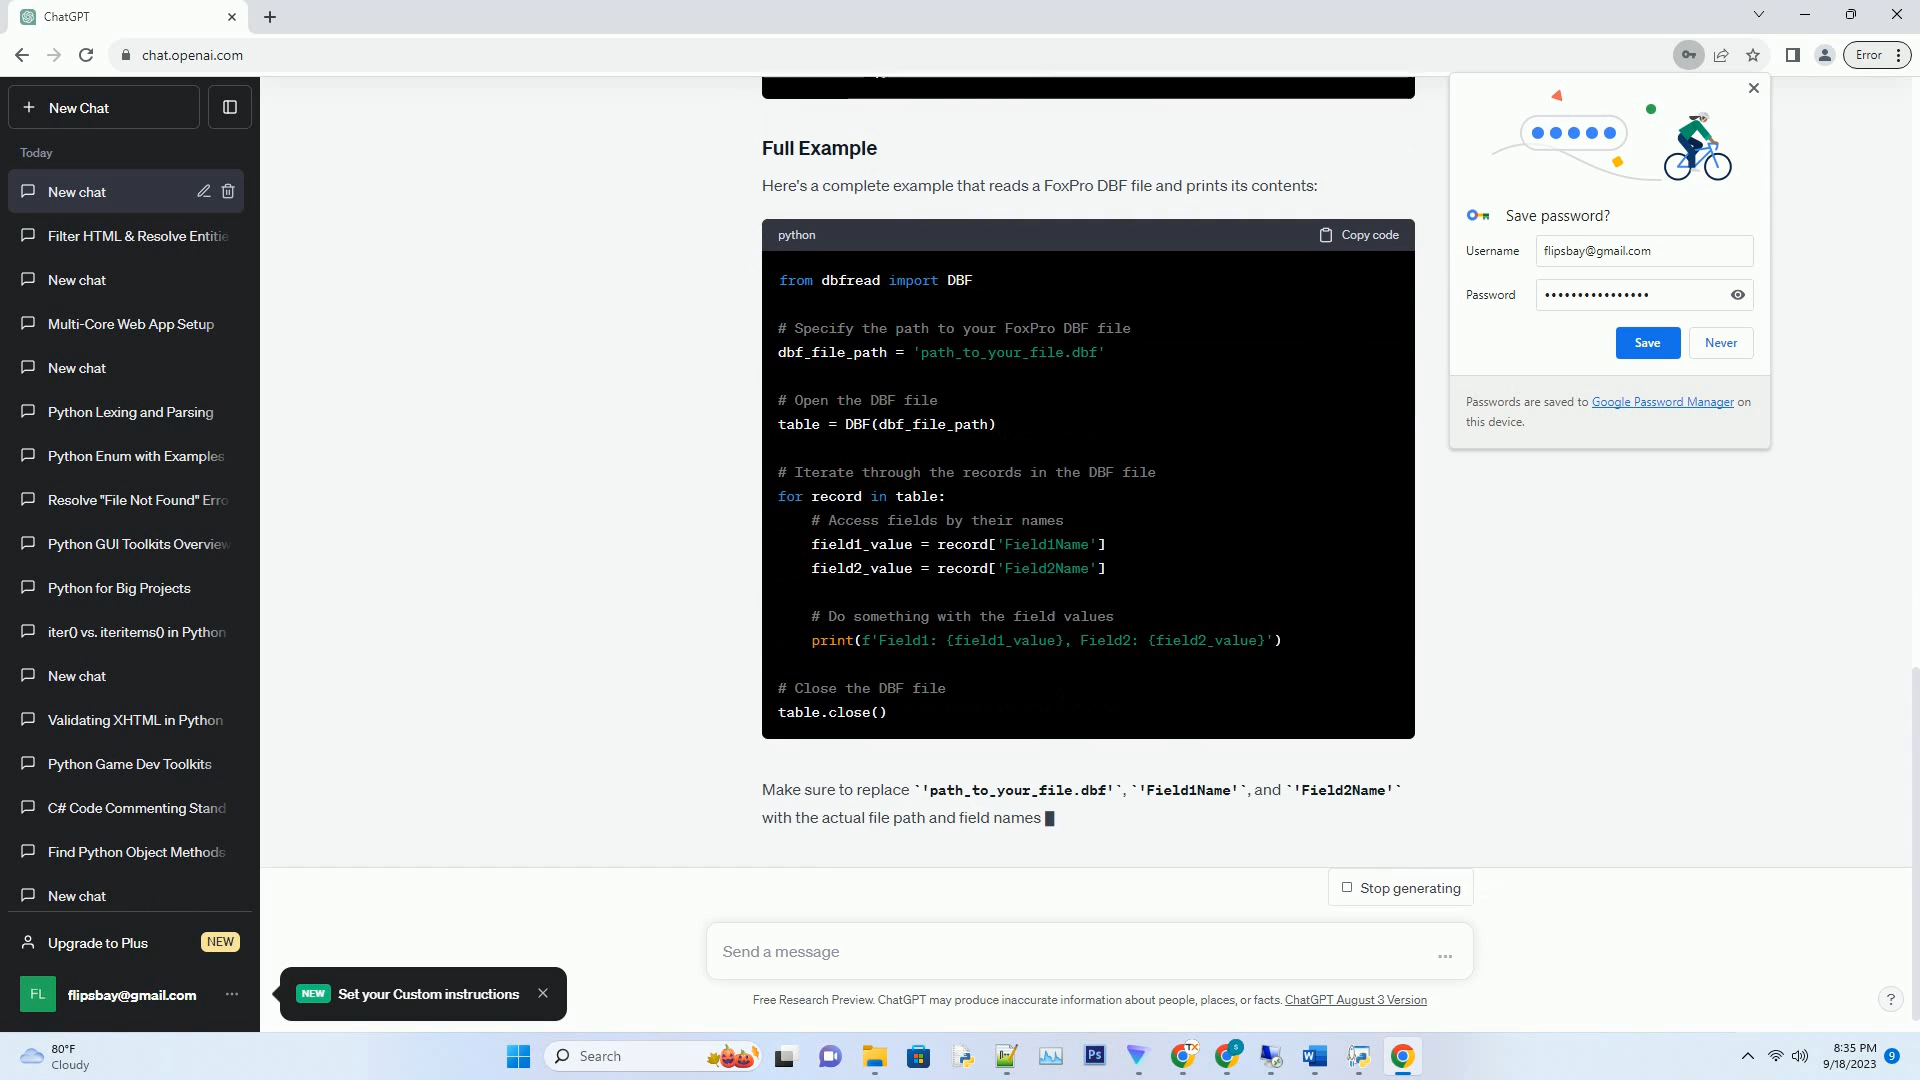 ChatGPT
chat.openai.com
Error
New Chat
Today
New chat
Filter HTML & Resolve Entitie
New chat
Multi-Core Web App Setup
New chat
Python Lexing and Parsing
Python Enum with Examples
Resolve "File Not Found" Erro
Python GUI Toolkits Overview
Python for Big Projects
iter() vs. iteritems() in Python
New chat
Validating XHTML in Python
Python Game Dev Toolkits
C# Code Commenting Stand
Find Python Object Methods
New chat
Upgrade to Plus NEW
FL flipsbay@gmail.com
NEW Set your Custom instructions
Full Example
Here's a complete example that reads a FoxPro DBF file and prints its contents:
python Copy code
from dbfread import DBF
# Specify the path to your FoxPro DBF file
dbf_file_path = 'path_to_your_file.dbf'
# Open the DBF file
table = DBF(dbf_file_path)
# Iterate through the records in the DBF file
for record in table:
# Access fields by their names
field1_value = record['Field1Name']
field2_value = record['Field2Name']
# Do something with the field values
print(f'Field1: {field1_value}, Field2: {field2_value}')
# Close the DBF file
table.close()
Make sure to replace `'path_to_your_file.dbf'`, `'Field1Name'`, and `'Field2Name'`
with the actual file path and field names
Stop generating
Send a message
Free Research Preview. ChatGPT may produce inaccurate information about people, places, or facts. ChatGPT August 3 Version
?
Save password?
Username flipsbay@gmail.com
Password ••••••••••••••••
Save Never
Passwords are saved to Google Password Manager on
this device.
80°F
Cloudy
Search
Ps
TX
S
W
8:35 PM
9/18/2023
9